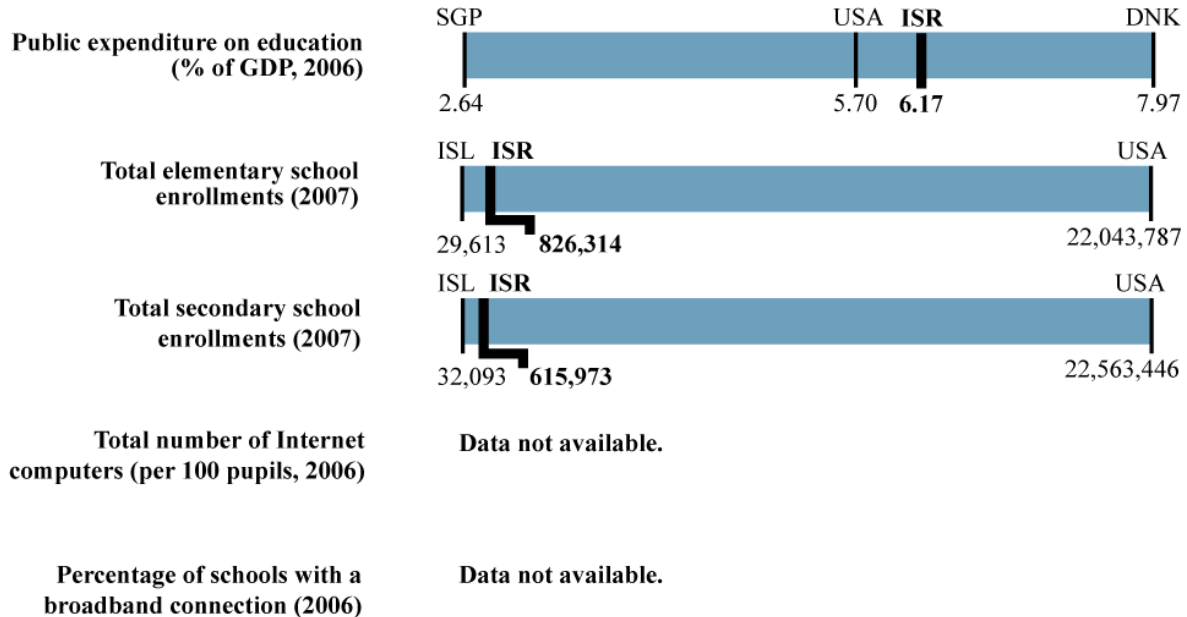 SGP USA ISR DNK
Public expenditure on education
(% of GDP, 2006)
2.64 5.70 6.17 7.97
ISL ISR USA
Total elementary school
enrollments (2007)
29,613 826,314 22,043,787
ISL ISR USA
Total secondary school
enrollments (2007)
32,093 615,973 22,563,446
Total number of Internet
computers (per 100 pupils, 2006)
Data not available.
Percentage of schools with a
broadband connection (2006)
Data not available.